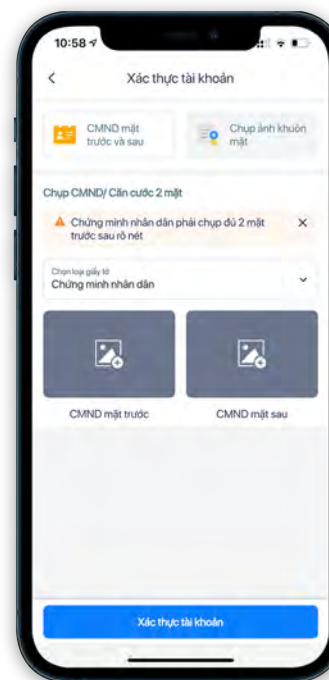 10:58
Xác thực tài khoản
CMND mặt
trước và sau
Chụp ảnh khuôn
mặt
Chụp CMND/ Căn cước 2 mặt
Chứng minh nhân dân phải chụp đủ 2 mặt
trước sau rõ nét
Chọn loại giấy tờ
Chứng minh nhân dân
CMND mặt trước
CMND mặt sau
Xác thực tài khoản